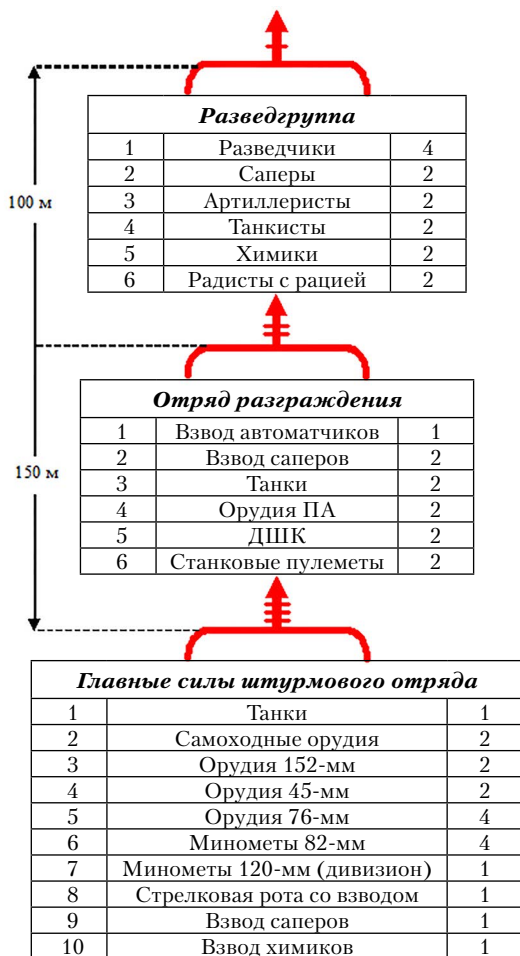 Разведгруппа
1 Разведчики 4
2 Саперы 2
100 м
3 Артиллеристы 2
4 Танкисты 2
5 Химики 2
6 Радисты с рацией 2
Отряд разграждения
1 Взвод автоматчиков 1
2 Взвод саперов 2
150 м
3 Танки 2
4 Орудия ПА 2
5 ДШК 2
6 Станковые пулеметы 2
Главные силы штурмового отряда
1 Танки 1
2 Самоходные орудия 2
3 Орудия 152-мм 2
4 Орудия 45-мм 2
5 Орудия 76-мм 4
6 Минометы 82-мм 4
7 Минометы 120-мм (дивизион) 1
8 Стрелковая рота со взводом 1
9 Взвод саперов 1
10 Взвод химиков 1